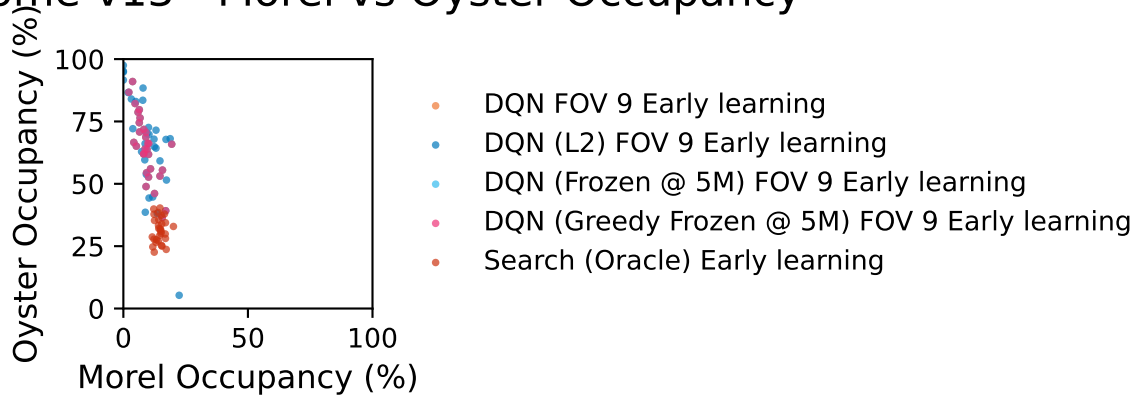 v13 - Morel vs Oyster Occupancy
Oyster Occupancy (%)
100
75
50
25
0
0 50 100
Morel Occupancy (%)
DQN FOV 9 Early learning
DQN (L2) FOV 9 Early learning
DQN (Frozen @ 5M) FOV 9 Early learning
DQN (Greedy Frozen @ 5M) FOV 9 Early learning
Search (Oracle) Early learning